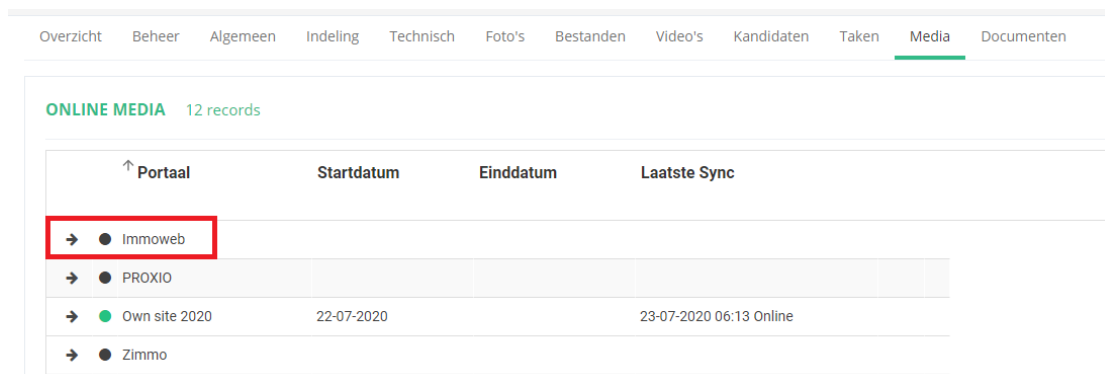 Overzicht Beheer Algemeen Indeling Technisch Foto's Bestanden Video's Kandidaten Taken Media Documenten
ONLINE MEDIA 12 records
↑ Portaal Startdatum Einddatum Laatste Sync
Immoweb
PROXIO
Own site 2020 22-07-2020 23-07-2020 06:13 Online
Zimmo